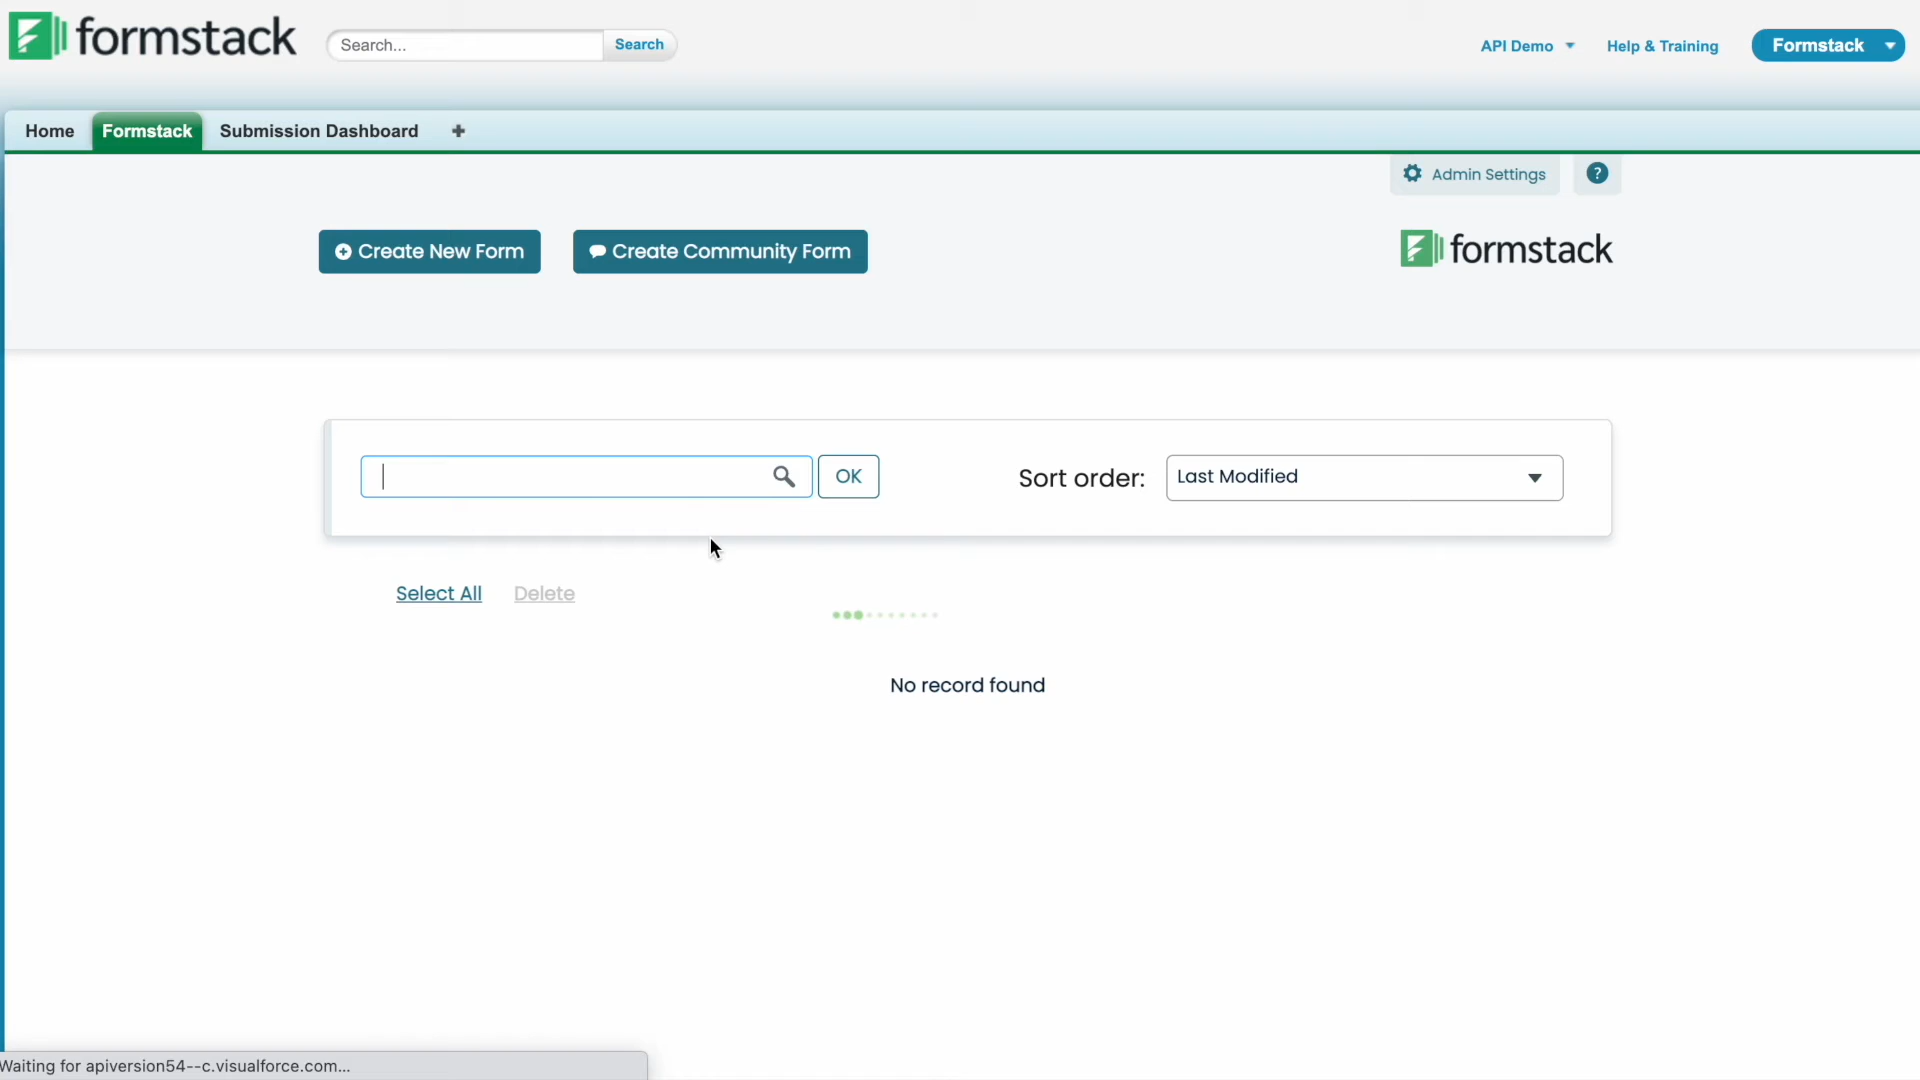 formstack
Search...
Search
API Demo
Help & Training
Formstack
Home
Formstack
Submission Dashboard
+
Admin Settings
?
Create New Form
Create Community Form
formstack
OK
Sort order:
Last Modified
Select All
Delete
No record found
Waiting for apiversion54--c.visualforce.com...